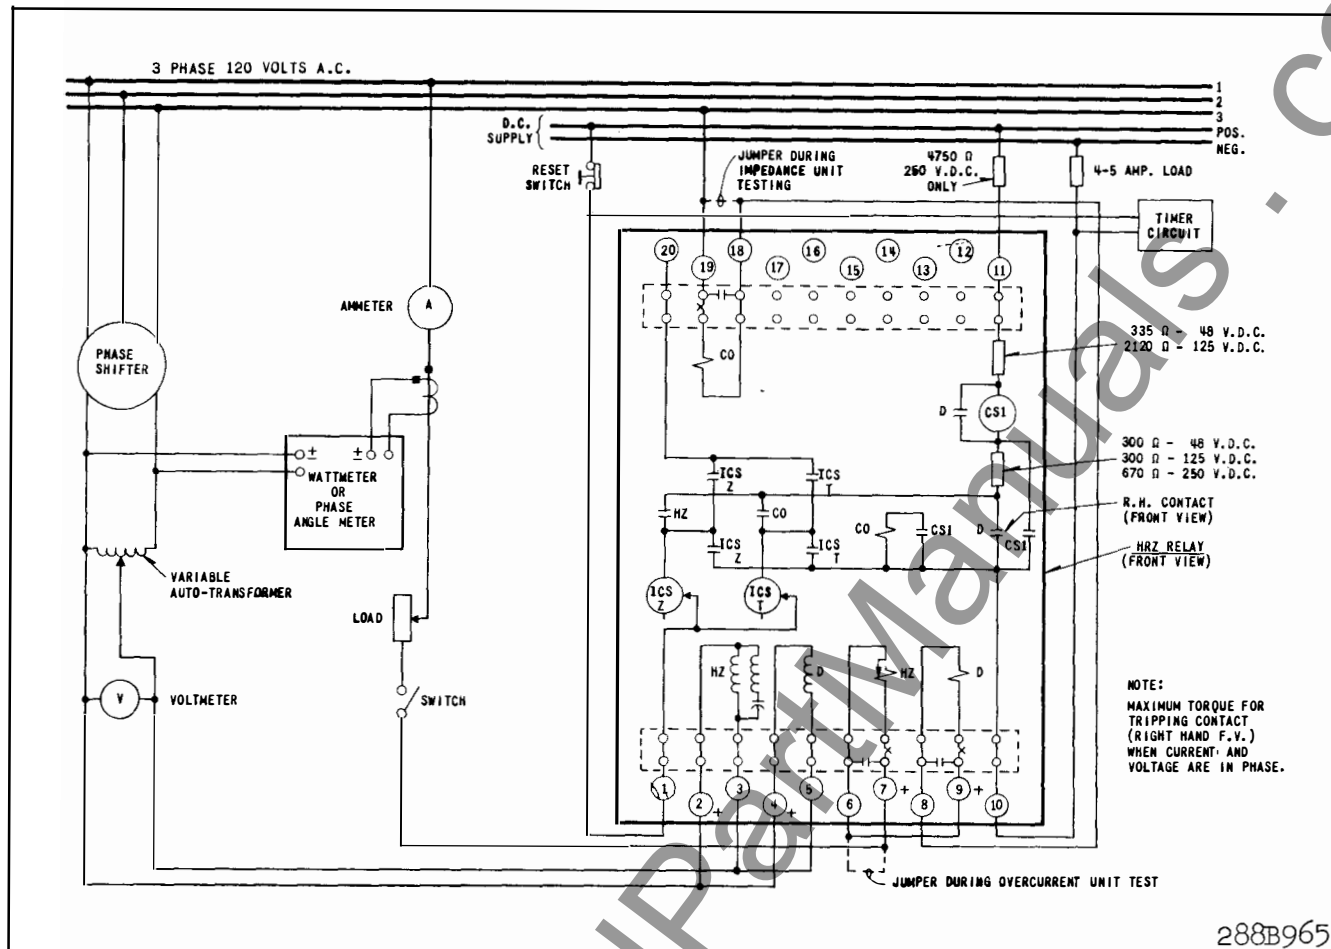 3 PHASE 120 VOLTS A.C.
1
2
3
D.C.
SUPPLY
POS.
NEG.
RESET
SWITCH
JUMPER DURING
IMPEDANCE UNIT
TESTING
4750 Ω
250 V.D.C.
ONLY
4-5 AMP. LOAD
TIMER
CIRCUIT
20
19
18
17
16
15
14
13
12
11
AMMETER
A
PHASE
SHIFTER
CO
335 Ω - 48 V.D.C.
2120 Ω - 125 V.D.C.
D
CS1
± ±
WATTMETER
OR
PHASE
ANGLE METER
300 Ω - 48 V.D.C.
300 Ω - 125 V.D.C.
670 Ω - 250 V.D.C.
ICS
Z
ICS
T
HZ
CO
CO
CS1
D
CS1
R.H. CONTACT
(FRONT VIEW)
ICS
Z
ICS
T
HRZ RELAY
(FRONT VIEW)
VARIABLE
AUTO-TRANSFORMER
ICS
Z
ICS
T
LOAD
HZ
D
HZ
D
V
VOLTMETER
SWITCH
NOTE:
MAXIMUM TORQUE FOR
TRIPPING CONTACT
(RIGHT HAND F.V.)
WHEN CURRENT AND
VOLTAGE ARE IN PHASE.
1
2 +
3
4 +
5
6
7 +
8
9 +
10
JUMPER DURING OVERCURRENT UNIT TEST
288B965